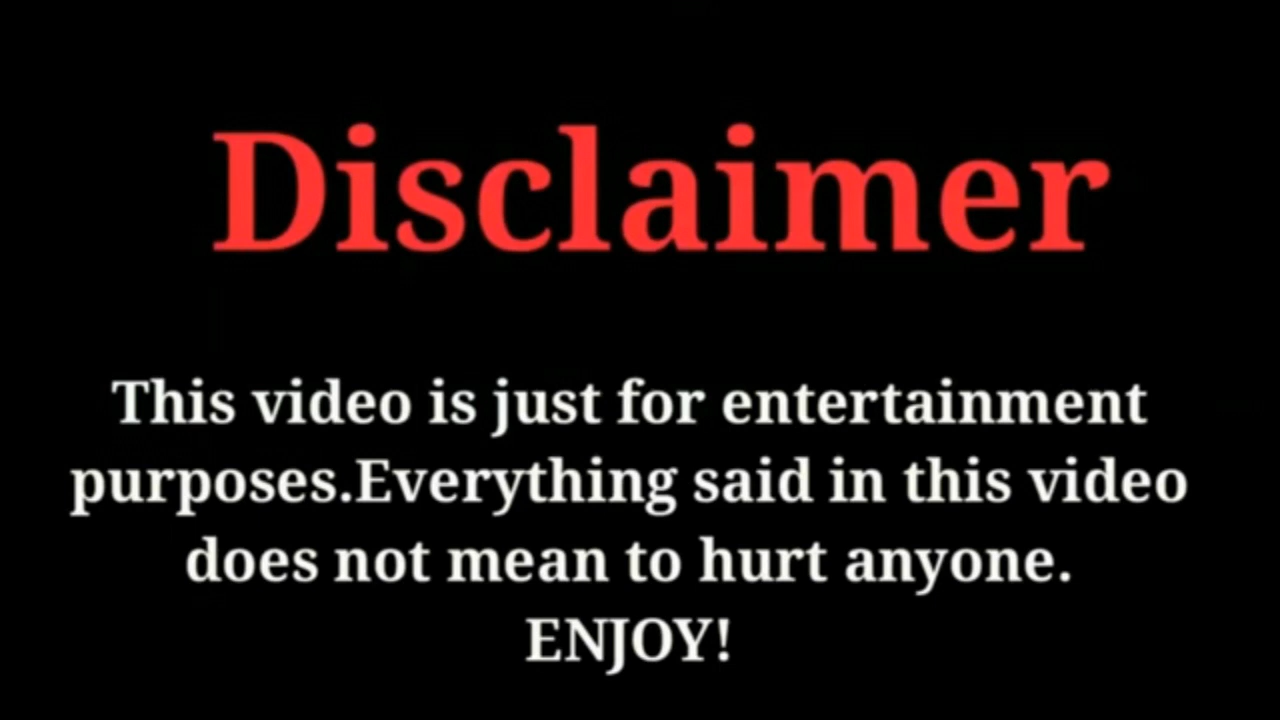 Disclaimer
This video is just for entertainment
purposes.Everything said in this video
does not mean to hurt anyone.
ENJOY!